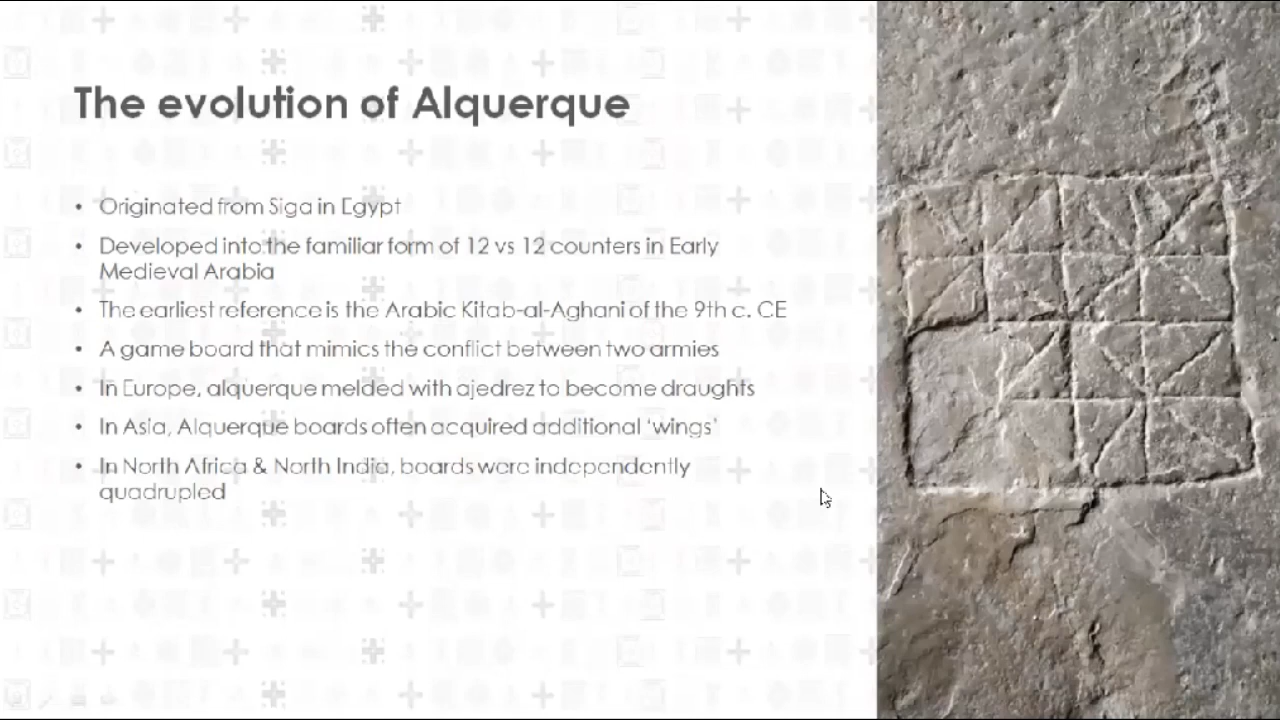 The evolution of Alquerque
• Originated from Siga in Egypt
• Developed into the familiar form of 12 vs 12 counters in Early
Medieval Arabia
• The earliest reference is the Arabic Kitab-al-Aghani of the 9th c. CE
• A game board that mimics the conflict between two armies
• In Europe, alquerque melded with ajedrez to become draughts
• In Asia, Alquerque boards often acquired additional ‘wings’
• In North Africa & North India, boards were independently
quadrupled